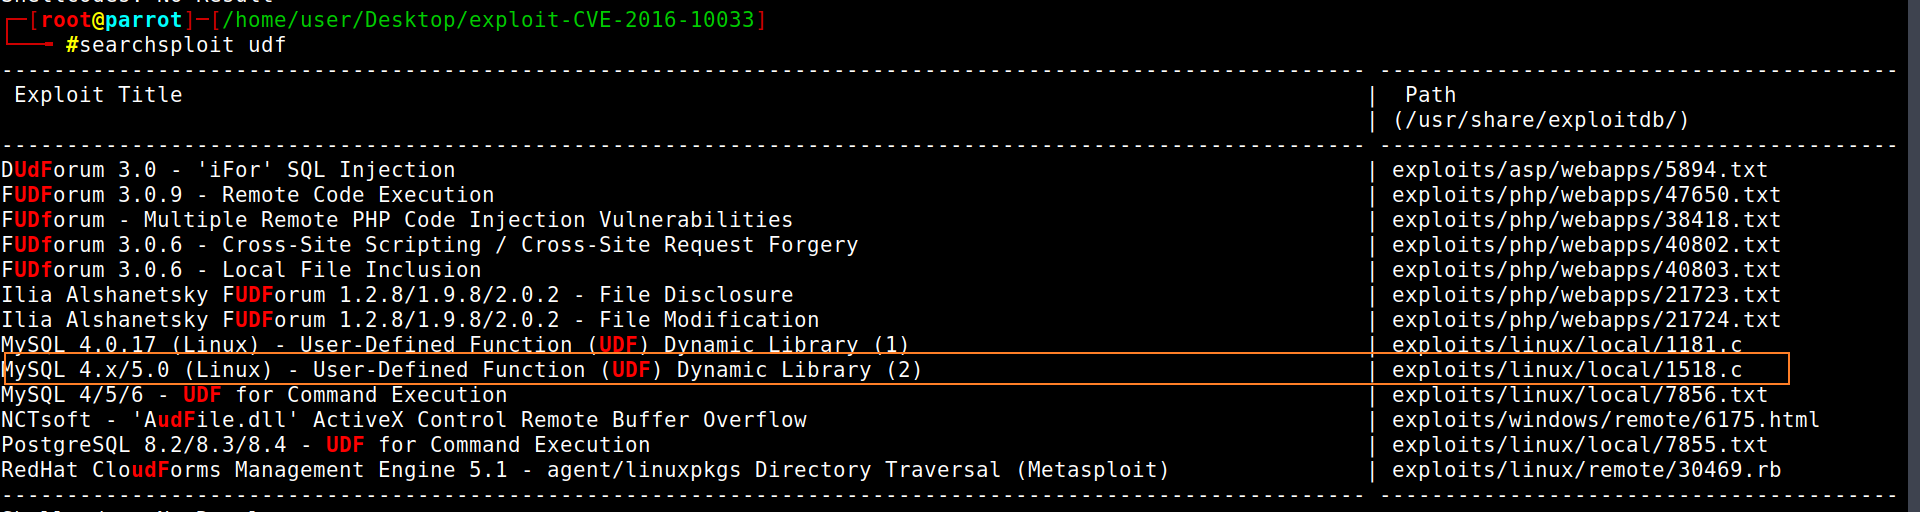 ┌─[root@parrot]─[/home/user/Desktop/exploit-CVE-2016-10033]
└──╼ #searchsploit udf
Exploit Title | Path
| (/usr/share/exploitdb/)
DUdForum 3.0 - 'iFor' SQL Injection | exploits/asp/webapps/5894.txt
FUDForum 3.0.9 - Remote Code Execution | exploits/php/webapps/47650.txt
FUDforum - Multiple Remote PHP Code Injection Vulnerabilities | exploits/php/webapps/38418.txt
FUDforum 3.0.6 - Cross-Site Scripting / Cross-Site Request Forgery | exploits/php/webapps/40802.txt
FUDforum 3.0.6 - Local File Inclusion | exploits/php/webapps/40803.txt
Ilia Alshanetsky FUDForum 1.2.8/1.9.8/2.0.2 - File Disclosure | exploits/php/webapps/21723.txt
Ilia Alshanetsky FUDForum 1.2.8/1.9.8/2.0.2 - File Modification | exploits/php/webapps/21724.txt
MySQL 4.0.17 (Linux) - User-Defined Function (UDF) Dynamic Library (1) | exploits/linux/local/1181.c
MySQL 4.x/5.0 (Linux) - User-Defined Function (UDF) Dynamic Library (2) | exploits/linux/local/1518.c
MySQL 4/5/6 - UDF for Command Execution | exploits/linux/local/7856.txt
NCTsoft - 'AudFile.dll' ActiveX Control Remote Buffer Overflow | exploits/windows/remote/6175.html
PostgreSQL 8.2/8.3/8.4 - UDF for Command Execution | exploits/linux/local/7855.txt
RedHat CloudForms Management Engine 5.1 - agent/linuxpkgs Directory Traversal (Metasploit) | exploits/linux/remote/30469.rb